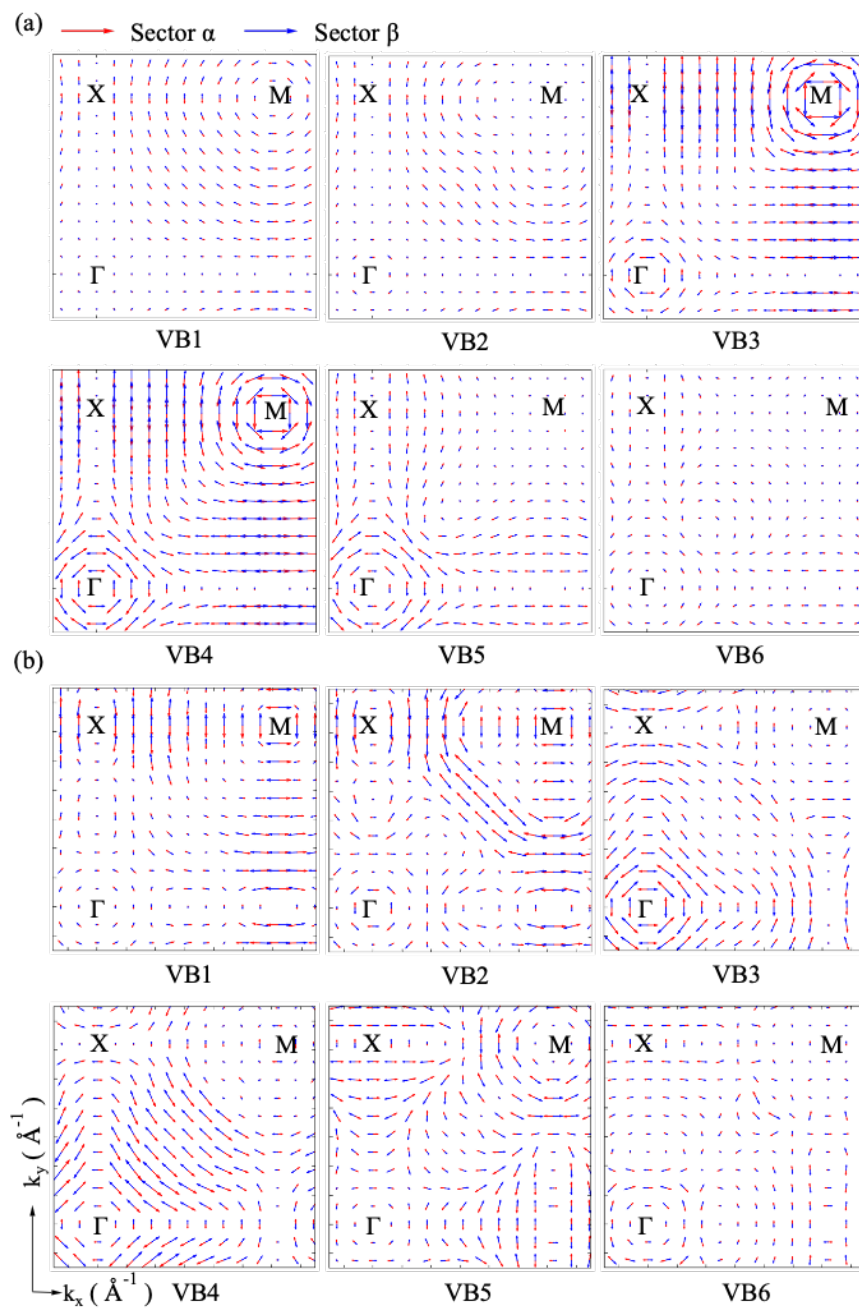 (a)
Sector α Sector β
X M X M X M
Γ Γ Γ
VB1 VB2 VB3
X M X M X M
Γ Γ Γ
VB4 VB5 VB6
(b)
X M X M X M
Γ Γ Γ
VB1 VB2 VB3
X M X M X M
Γ Γ Γ
k_y ( Å⁻¹)
k_x ( Å⁻¹)
VB4 VB5 VB6